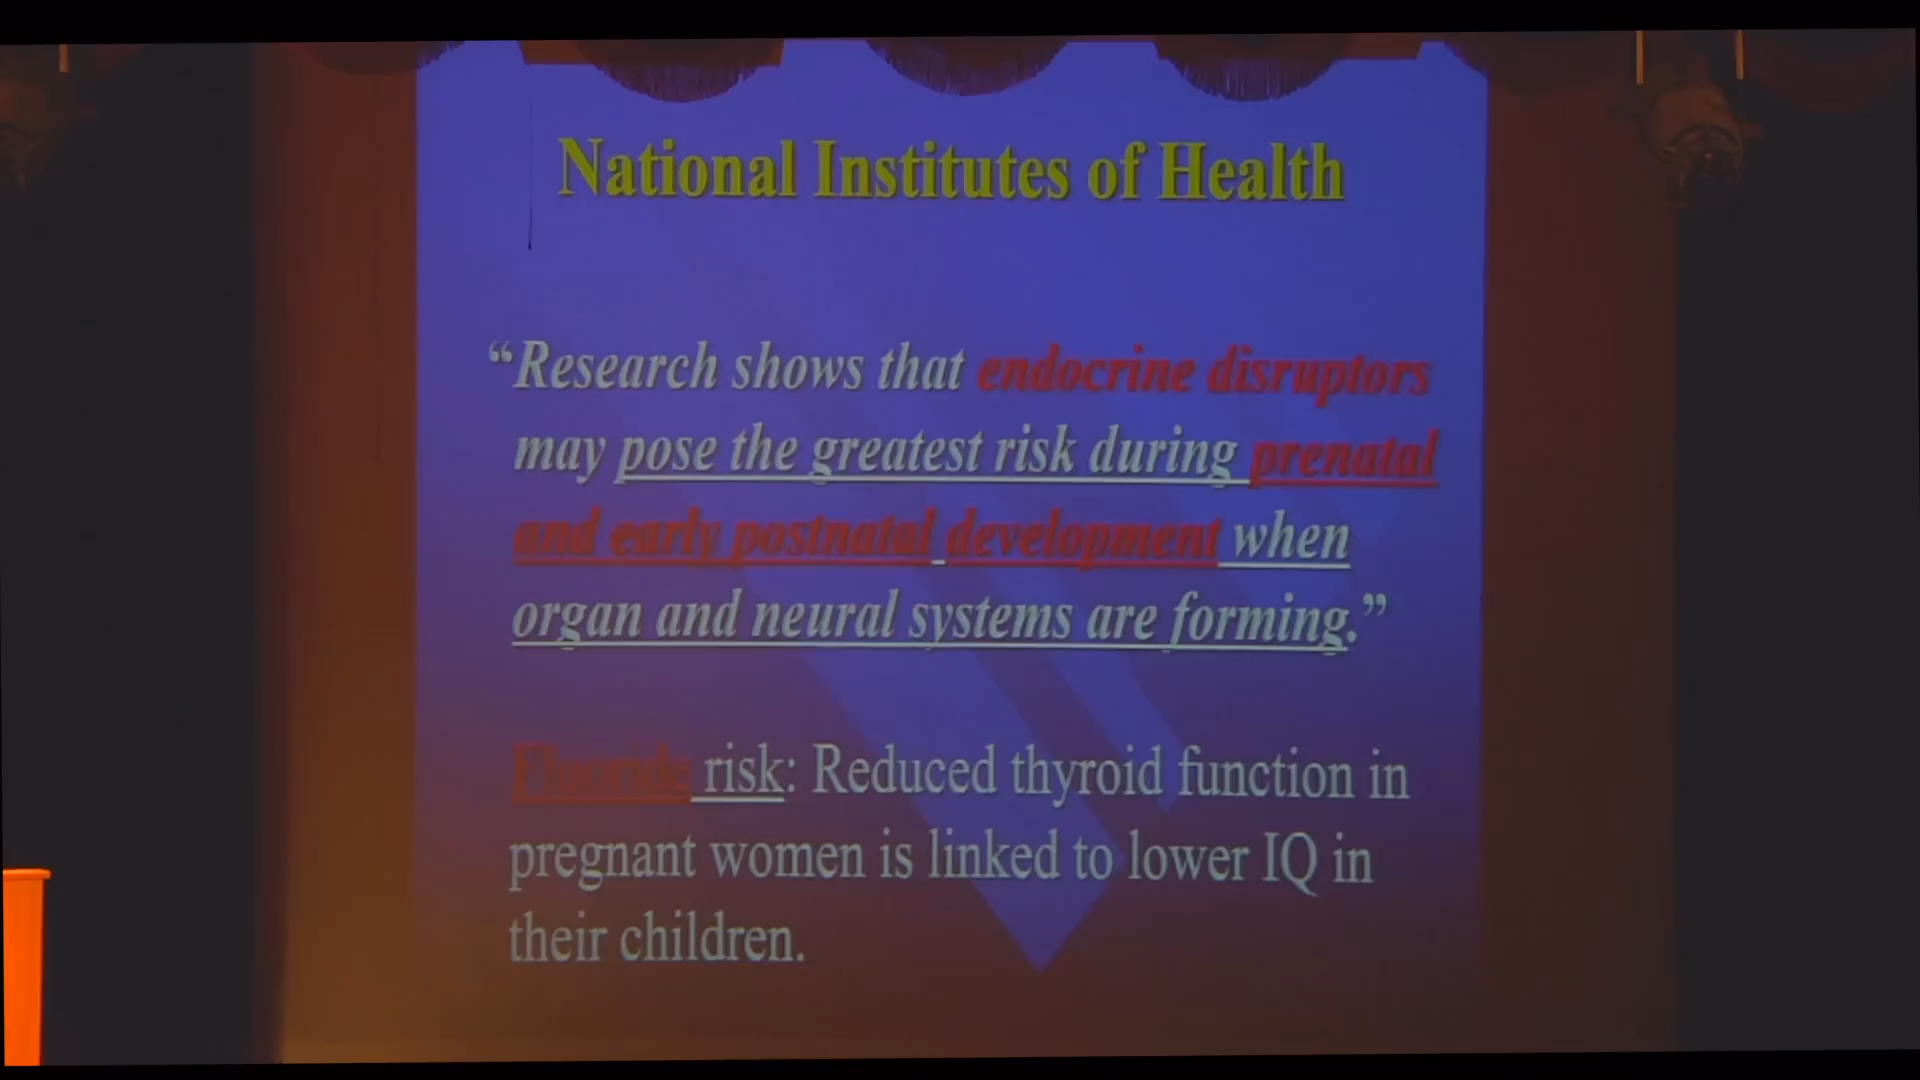 National Institutes of Health
“Research shows that endocrine disruptors
may pose the greatest risk during prenatal
and early postnatal development when
organ and neural systems are forming.”
Fluoride risk: Reduced thyroid function in
pregnant women is linked to lower IQ in
their children.